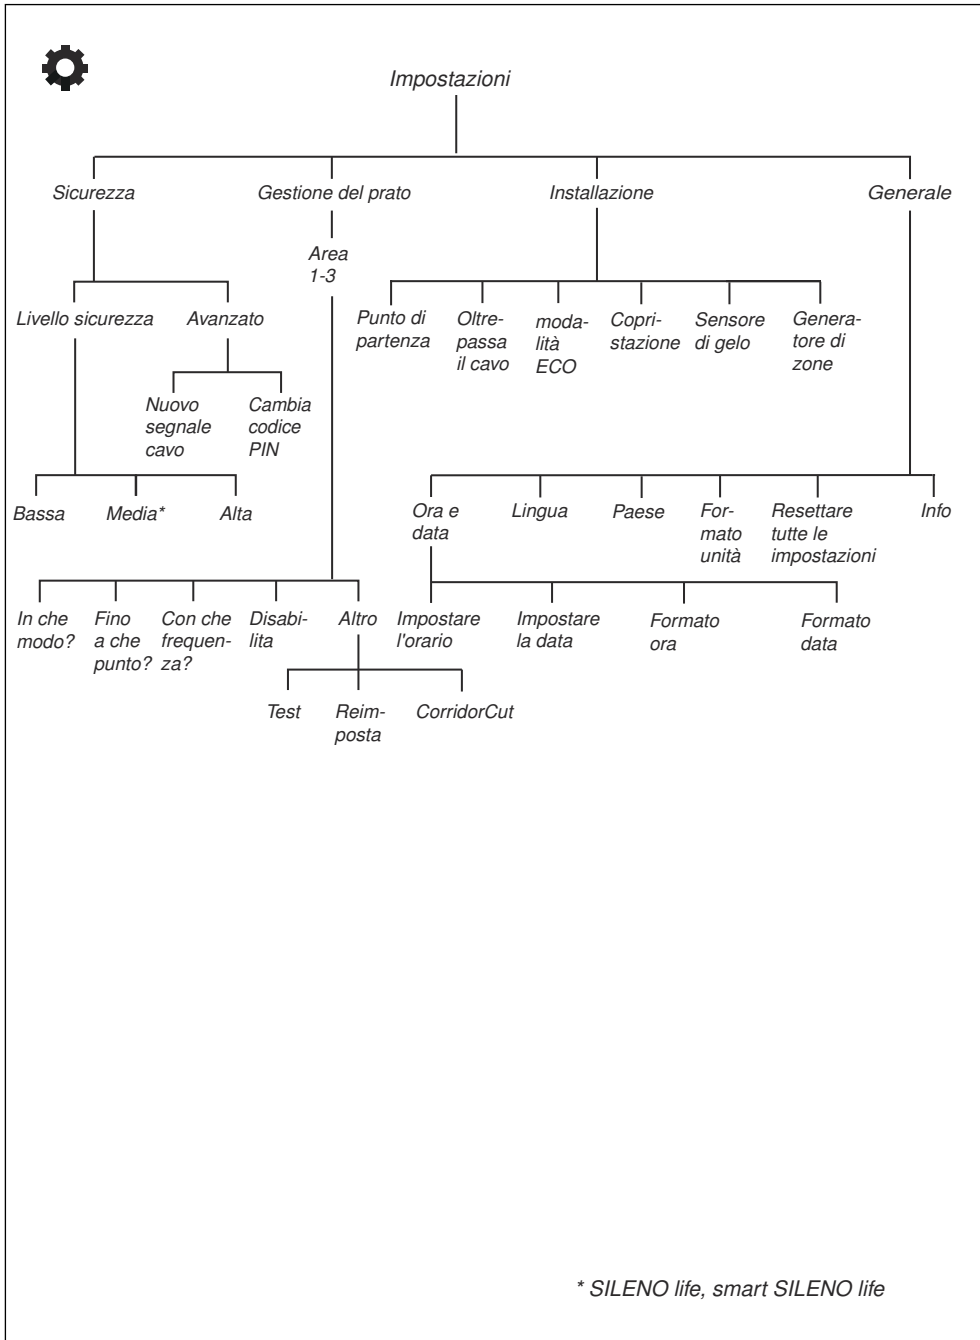 Impostazioni
Sicurezza
Gestione del prato
Installazione
Generale
Area
1-3
Livello sicurezza
Avanzato
Punto di
partenza
Oltre-
passa
il cavo
moda-
lità
ECO
Copri-
stazione
Sensore
di gelo
Genera-
tore di
zone
Nuovo
segnale
cavo
Cambia
codice
PIN
Bassa
Media*
Alta
Ora e
data
Lingua
Paese
For-
mato
unità
Resettare
tutte le
impostazioni
Info
In che
modo?
Fino
a che
punto?
Con che
frequen-
za?
Disabi-
lita
Altro
Impostare
l'orario
Impostare
la data
Formato
ora
Formato
data
Test
Reim-
posta
CorridorCut
* SILENO life, smart SILENO life